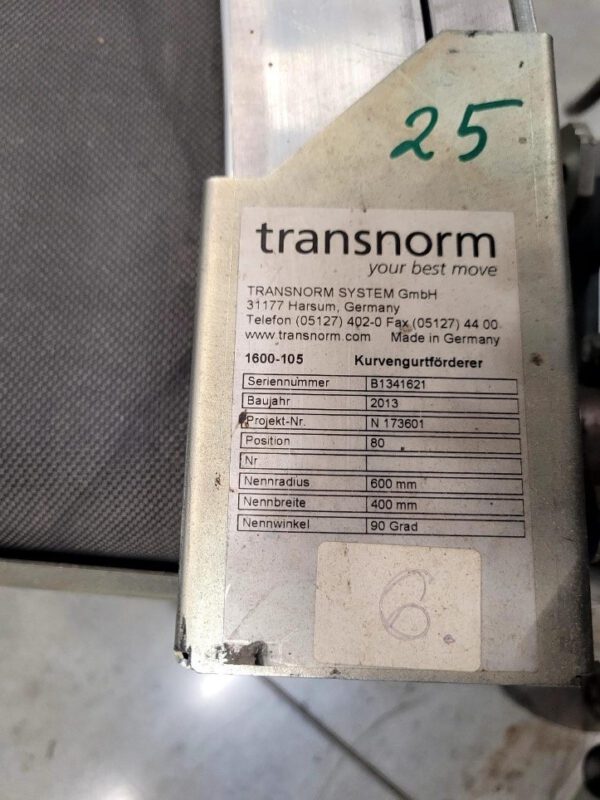 25
transnorm
your best move
TRANSNORM SYSTEM GmbH
31177 Harsum, Germany
Telefon (05127) 402-0 Fax (05127) 44 00
www.transnorm.com Made in Germany
1600-105 Kurvengurtförderer
Seriennummer B1341621
Baujahr 2013
Projekt-Nr. N 173601
Position 80
Nr
Nennradius 600 mm
Nennbreite 400 mm
Nennwinkel 90 Grad
6.